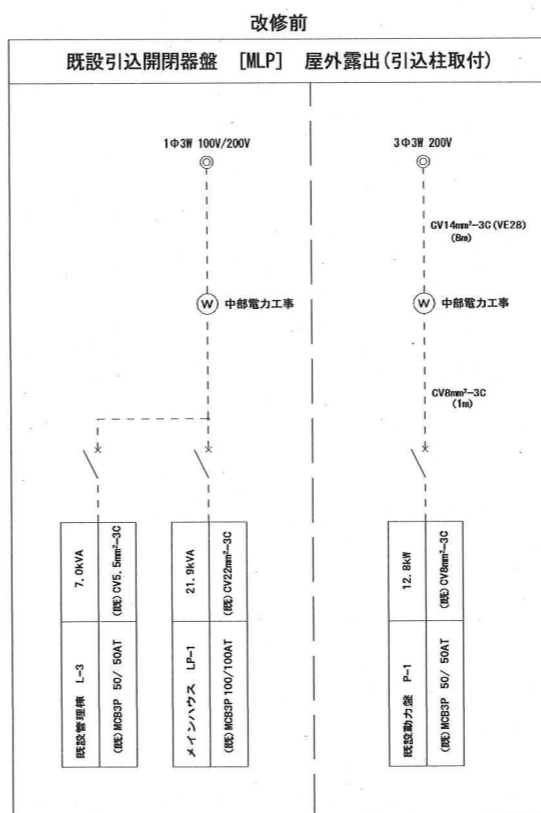 改修前
既設引込開閉器盤 [MLP] 屋外露出(引込柱取付)
1Φ3W 100V/200V
3Φ3W 200V
CV14mm²-3C(VE28)
(8m)
W 中部電力工事
W 中部電力工事
CV8mm²-3C
(1m)
7.0kVA
(既)CV5.5mm²-3C
既設管理棟 L-3
(既)MCB3P 50/ 50AT
21.9kVA
(既)CV22mm²-3C
メインハウス LP-1
(既)MCB3P 100/100AT
12.8kW
(既)CV8mm²-3C
既設動力盤 P-1
(既)MCB3P 50/ 50AT